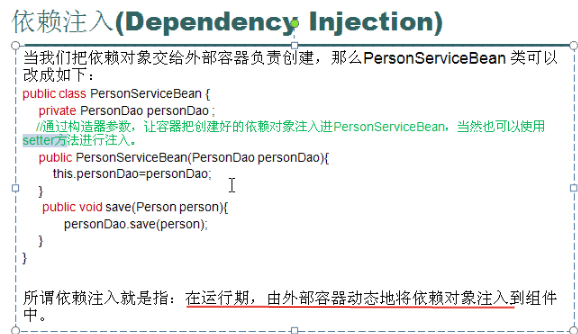 依赖注入(Dependency Injection)
当我们把依赖对象交给外部容器负责创建，那么PersonServiceBean 类可以
改成如下：
public class PersonServiceBean {
private PersonDao personDao ;
//通过构造器参数，让容器把创建好的依赖对象注入进PersonServiceBean，当然也可以使用
setter方法进行注入。
public PersonServiceBean(PersonDao personDao){
this.personDao=personDao;
}
public void save(Person person){
personDao.save(person);
}
}
所谓依赖注入就是指：在运行期，由外部容器动态地将依赖对象注入到组件
中。